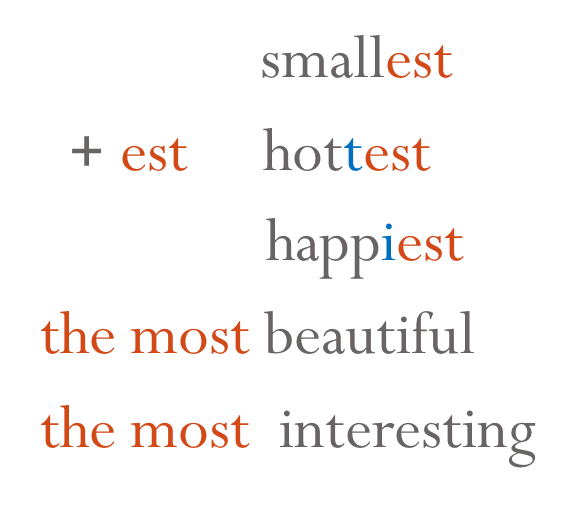 smallest
+ est hottest
happiest
the most beautiful
the most interesting